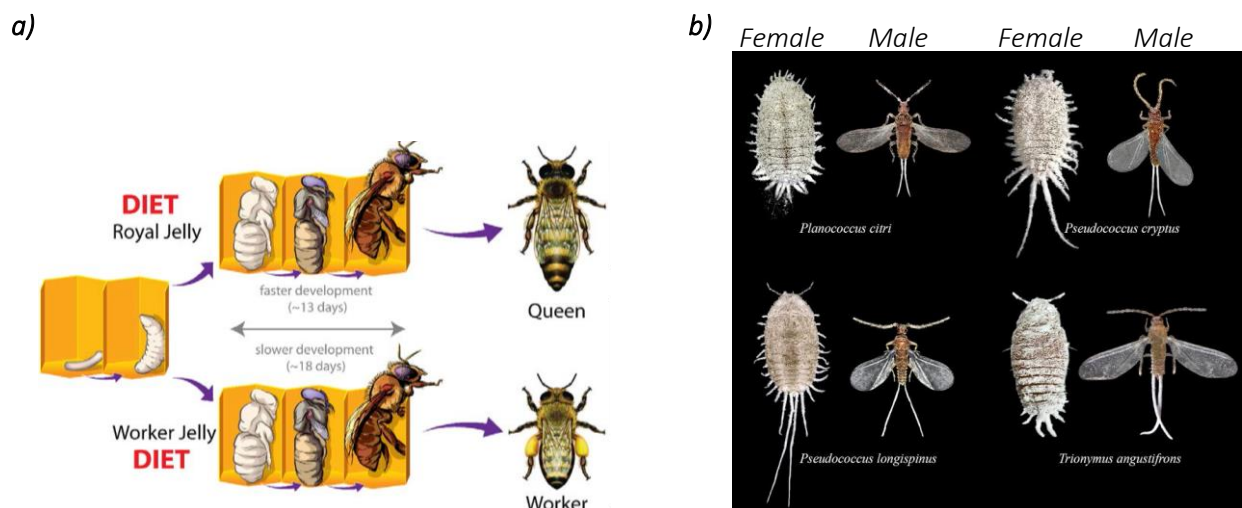 a)
DIET
Royal Jelly
faster development
(~13 days)
slower development
(~18 days)
Queen
Worker Jelly
DIET
Worker
b)
Female Male Female Male
Planococcus citri
Pseudococcus cryptus
Pseudococcus longispinus
Trionymus angustifrons